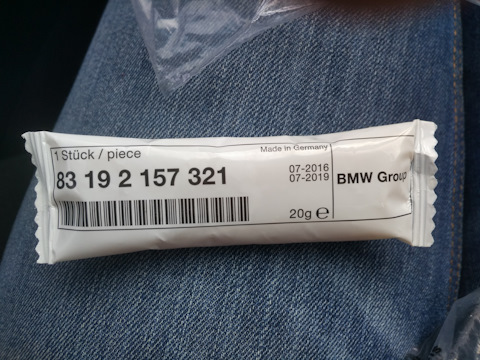 1 Stück / piece
Made in Germany
83 19 2 157 321
07-2016
07-2019
BMW Group
20g ℮